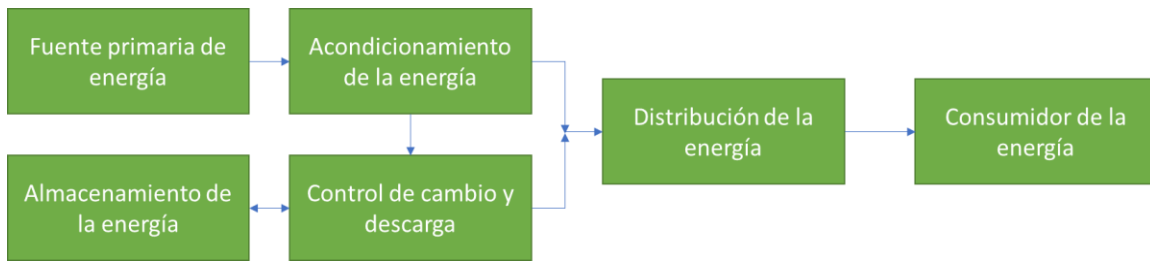 Fuente primaria de
energía
Acondicionamiento
de la energía
Distribución de la
energía
Consumidor de la
energía
Almacenamiento de
la energía
Control de cambio y
descarga